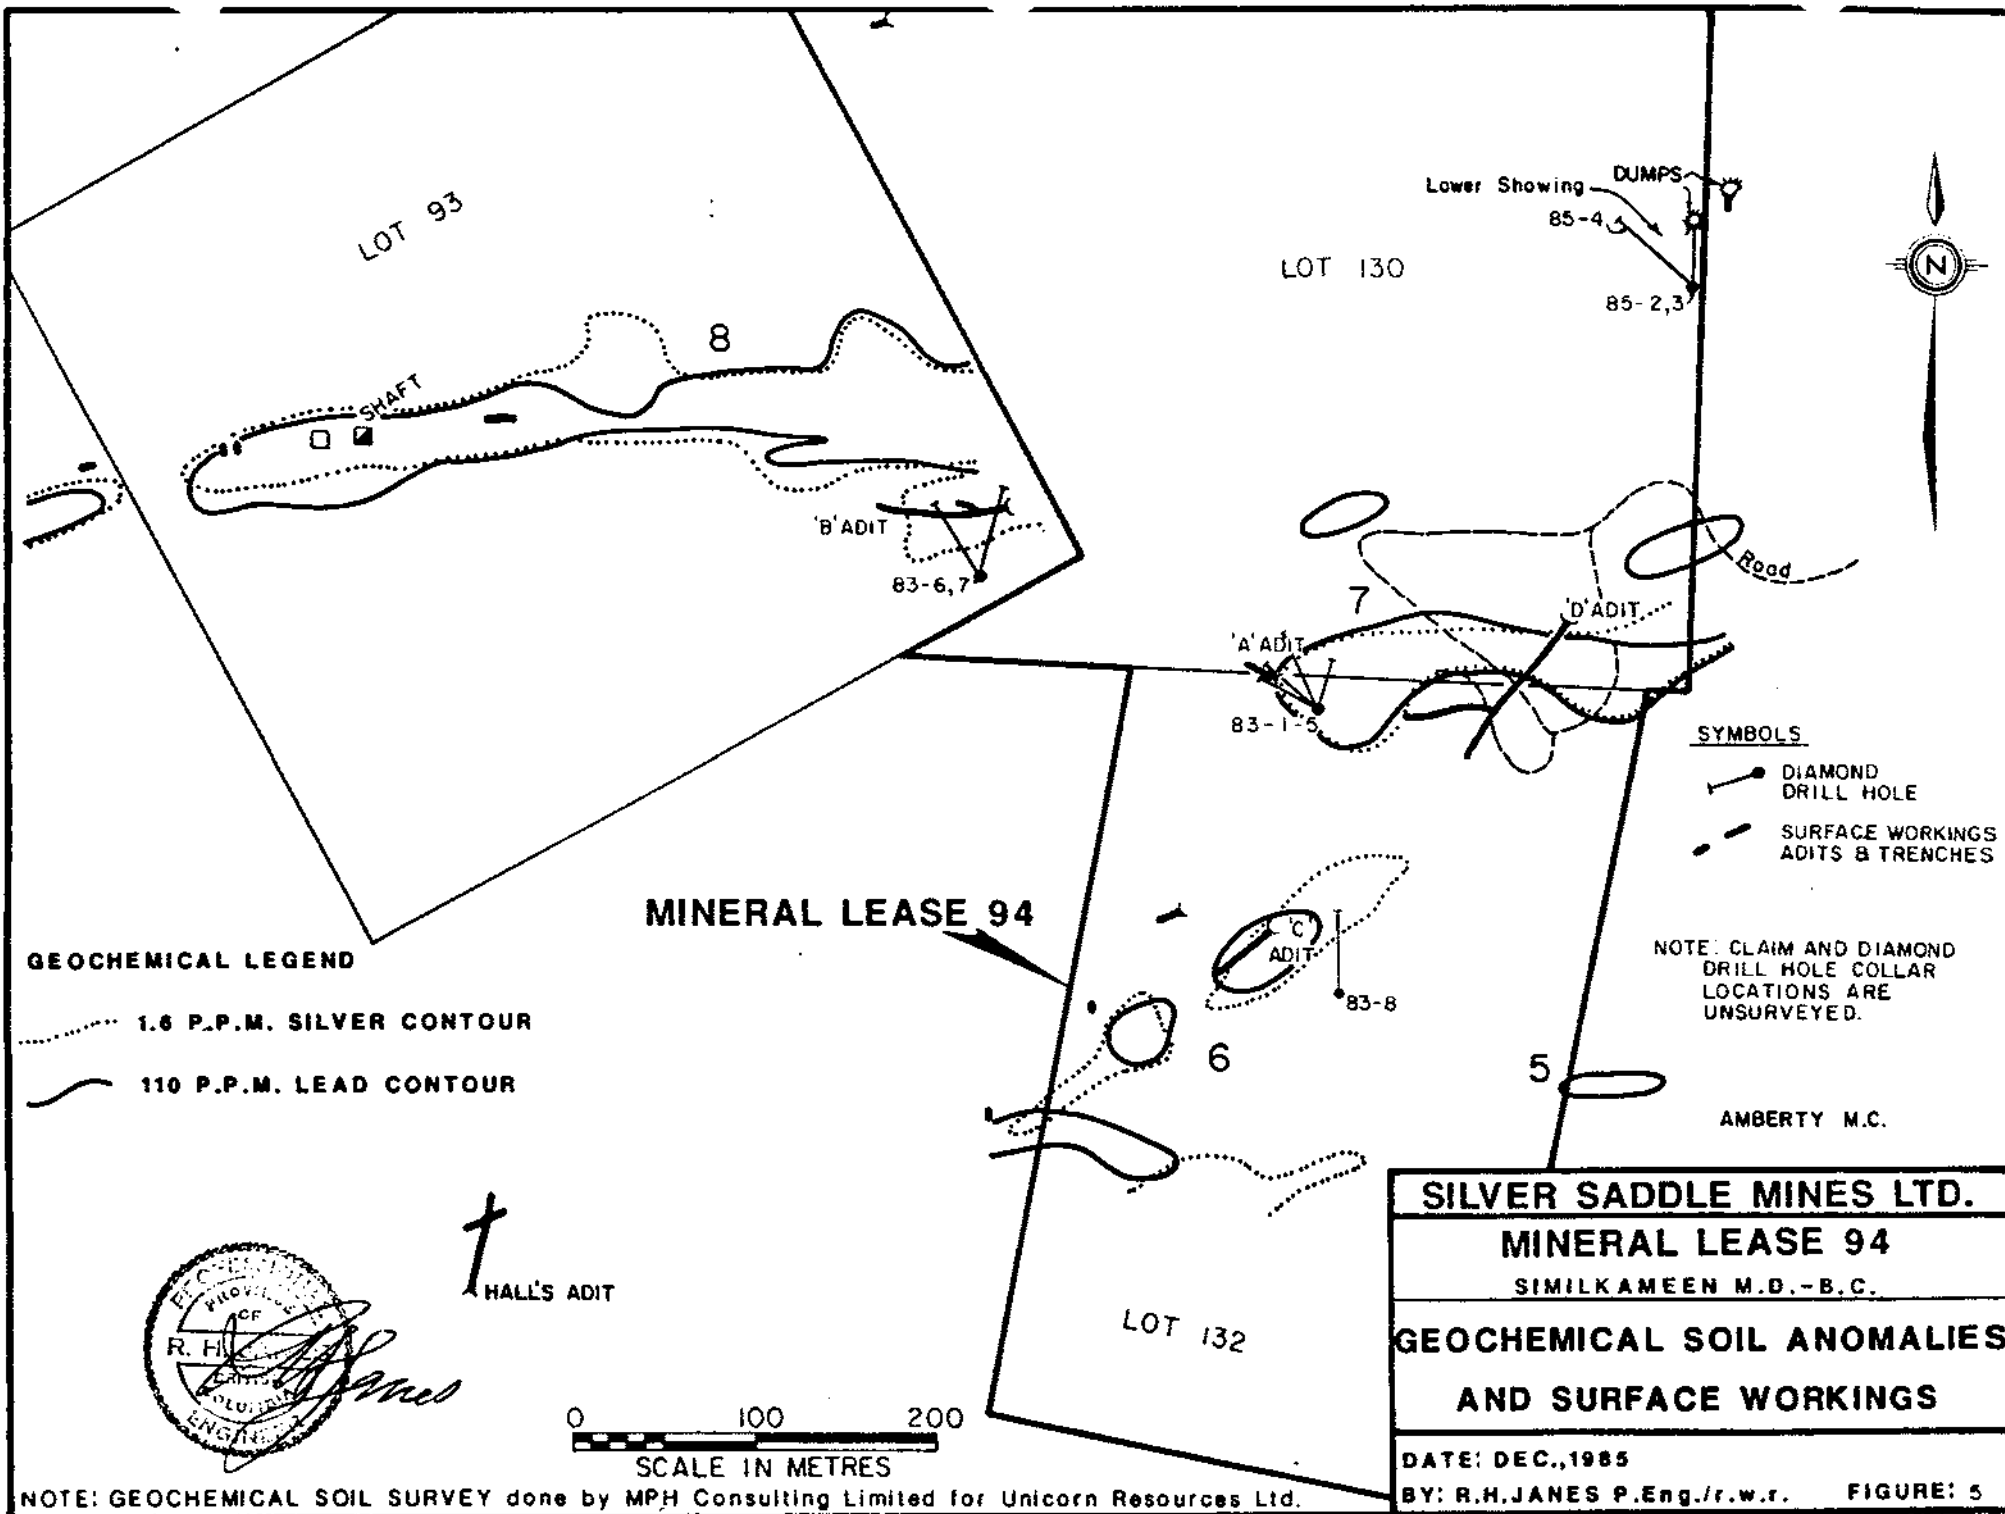 LOT 93
8
SHAFT
'B' ADIT
83-6,7
Lower Showing
DUMPS
85-4
LOT 130
85-2,3
N
Road
7
'D' ADIT
'A' ADIT
83-1-5
SYMBOLS
DIAMOND
DRILL HOLE
SURFACE WORKINGS
ADITS & TRENCHES
MINERAL LEASE 94
'C'
ADIT
83-8
6
5
NOTE: CLAIM AND DIAMOND
DRILL HOLE COLLAR
LOCATIONS ARE
UNSURVEYED.
AMBERTY M.C.
GEOCHEMICAL LEGEND
1.6 P.P.M. SILVER CONTOUR
110 P.P.M. LEAD CONTOUR
HALL'S ADIT
LOT 132
PROVINCE
OF
R. H.
0 100 200
SCALE IN METRES
NOTE: GEOCHEMICAL SOIL SURVEY done by MPH Consulting Limited for Unicorn Resources Ltd.
SILVER SADDLE MINES LTD.
MINERAL LEASE 94
SIMILKAMEEN M.D.-B.C.
GEOCHEMICAL SOIL ANOMALIES
AND SURFACE WORKINGS
DATE: DEC.,1985
BY: R.H.JANES P.Eng./r.w.r. FIGURE: 5